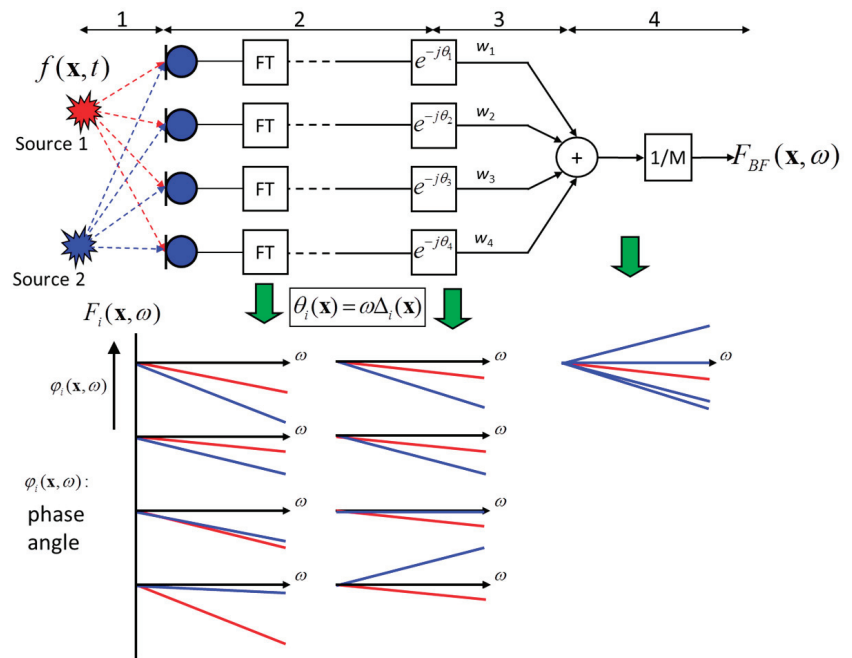 1 2 3 4
f(x,t)
Source 1
Source 2
FT e^{-jθ_1} w_1
FT e^{-jθ_2} w_2
FT e^{-jθ_3} w_3
FT e^{-jθ_4} w_4
+ 1/M F_{BF}(x,ω)
θ_i(x)=ωΔ_i(x)
F_i(x,ω)
φ_i(x,ω)
ω ω ω
ω ω
φ_i(x,ω):
phase
angle
ω ω
ω ω